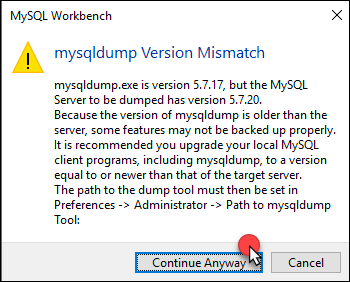 MySQL Workbench
mysqldump Version Mismatch
mysqldump.exe is version 5.7.17, but the MySQL
Server to be dumped has version 5.7.20.
Because the version of mysqldump is older than the
server, some features may not be backed up properly.
It is recommended you upgrade your local MySQL
client programs, including mysqldump, to a version
equal to or newer than that of the target server.
The path to the dump tool must then be set in
Preferences -> Administrator -> Path to mysqldump
Tool:
Continue Anyway
Cancel